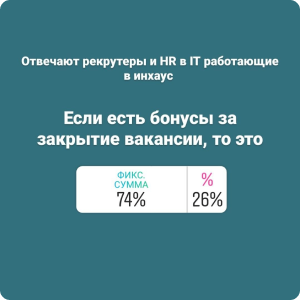 Отвечают рекрутеры и HR в IT работающие
в инхаус
Если есть бонусы за
закрытие вакансии, то это
ФИКС.
СУММА
74%
%
26%